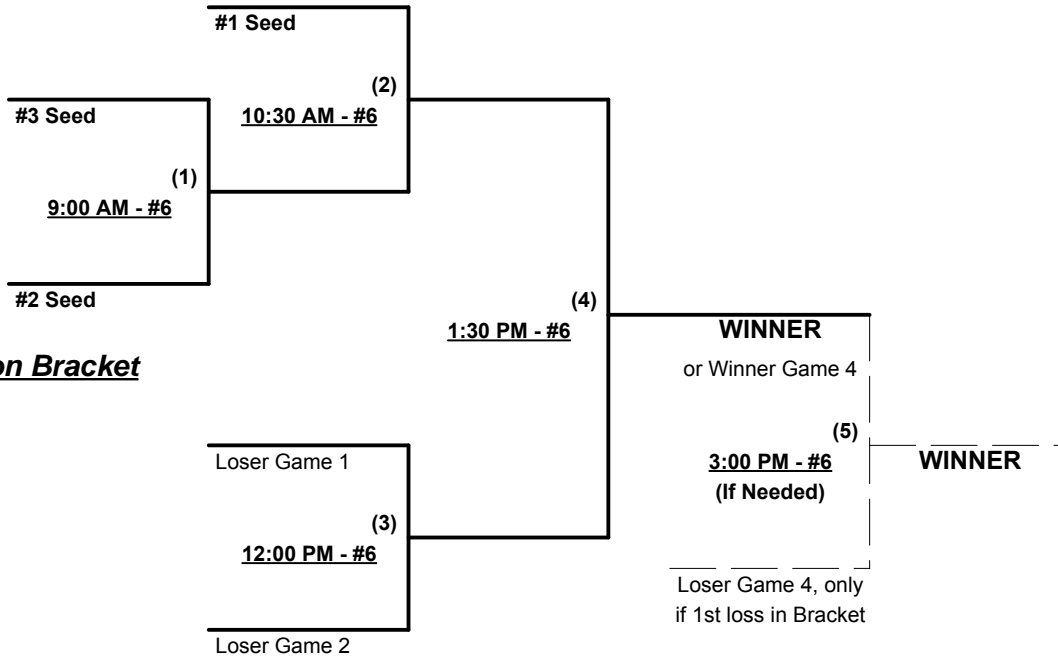 #1 Seed
(2)
10:30 AM - #6
#3 Seed
(1)
9:00 AM - #6
#2 Seed
(4)
1:30 PM - #6
WINNER
or Winner Game 4
(5)
3:00 PM - #6
(If Needed)
WINNER
Bracket
Loser Game 1
(3)
12:00 PM - #6
Loser Game 2
Loser Game 4, only
if 1st loss in Bracket